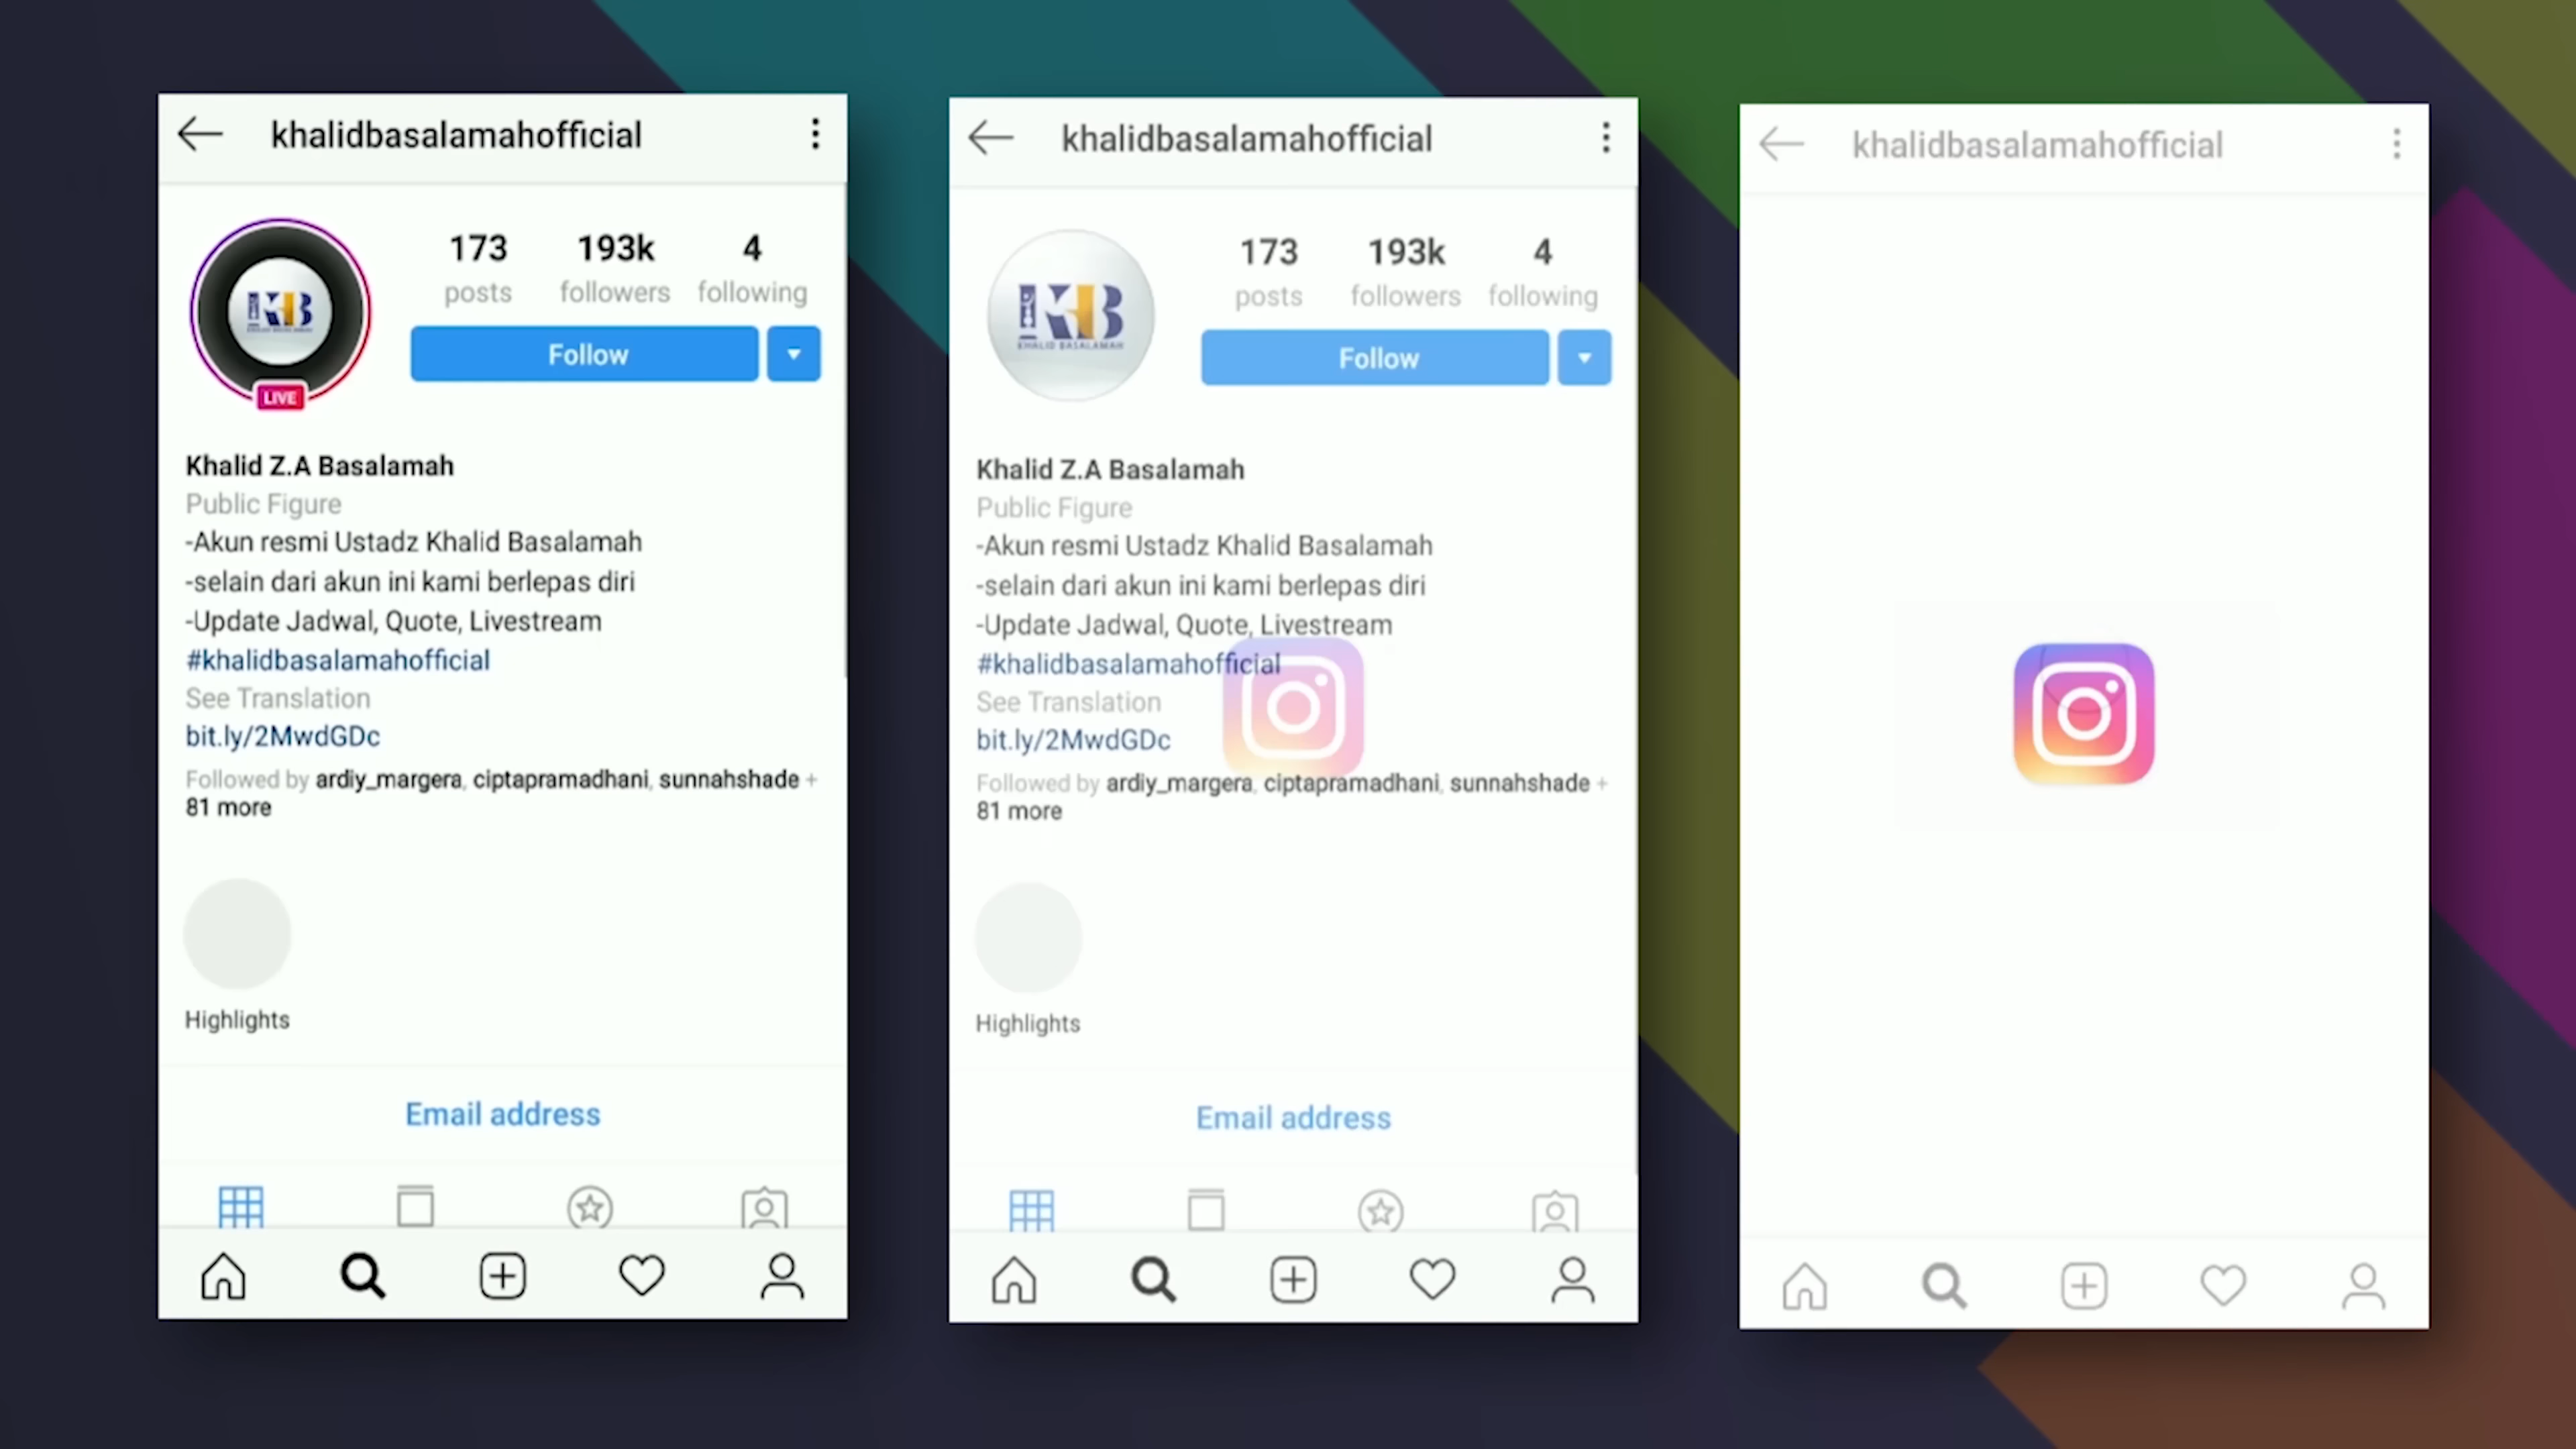 khalidbasalamahofficial
173 193k 4
posts followers following
Follow
LIVE
Khalid Z.A Basalamah
Public Figure
-Akun resmi Ustadz Khalid Basalamah
-selain dari akun ini kami berlepas diri
-Update Jadwal, Quote, Livestream
#khalidbasalamahofficial
See Translation
bit.ly/2MwdGDc
Followed by ardiy_margera, ciptapramadhani, sunnahshade +
81 more
Highlights
Email address
khalidbasalamahofficial
KHB
KHALID BASALAMAH
173 193k 4
posts followers following
Follow
Khalid Z.A Basalamah
Public Figure
-Akun resmi Ustadz Khalid Basalamah
-selain dari akun ini kami berlepas diri
-Update Jadwal, Quote, Livestream
#khalidbasalamahofficial
See Translation
bit.ly/2MwdGDc
Followed by ardiy_margera, ciptapramadhani, sunnahshade +
81 more
Highlights
Email address
khalidbasalamahofficial